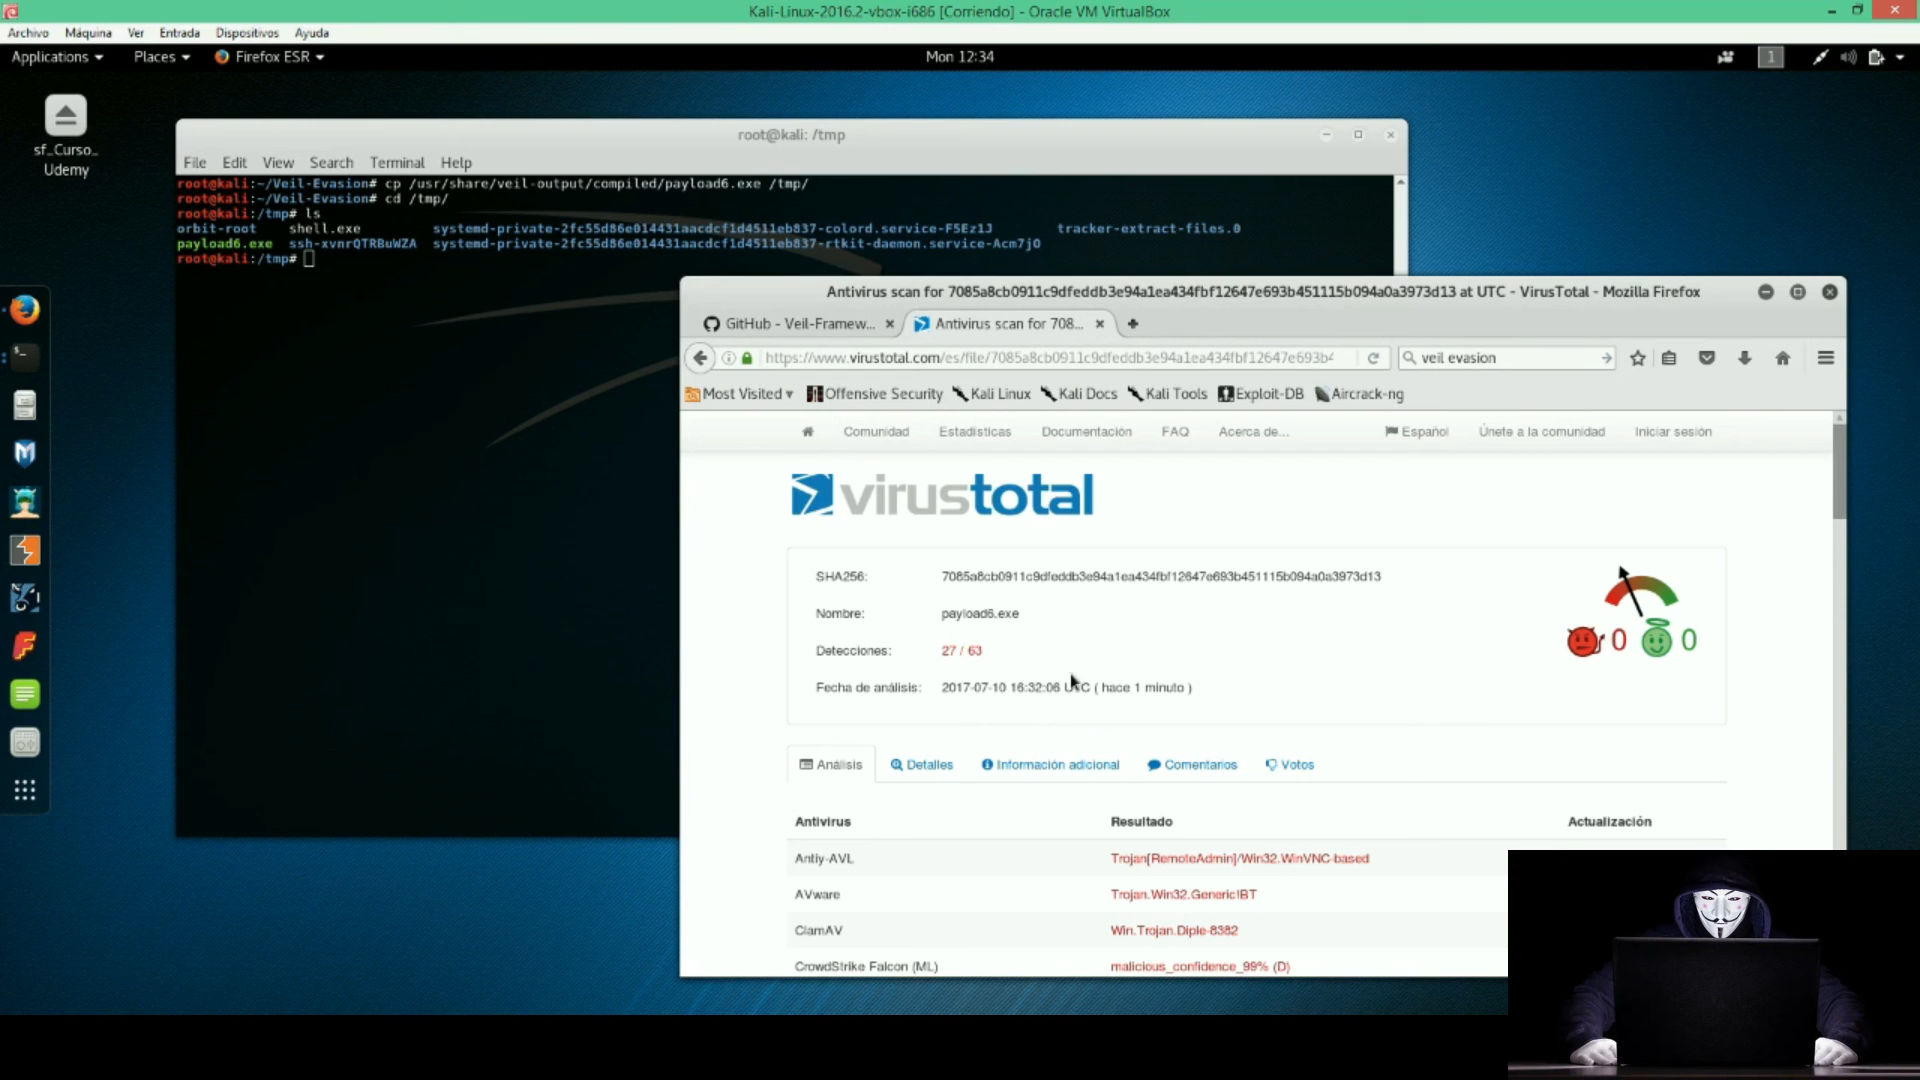 Kali-Linux-2016.2-vbox-i686 [Corriendo] - Oracle VM VirtualBox
Archivo Máquina Ver Entrada Dispositivos Ayuda
Applications Places Firefox ESR Mon 12:34 1
sf_Curso_
Udemy
root@kali: /tmp
File Edit View Search Terminal Help
root@kali:~/Veil-Evasion# cp /usr/share/veil-output/compiled/payload6.exe /tmp/
root@kali:~/Veil-Evasion# cd /tmp/
root@kali:/tmp# ls
orbit-root shell.exe systemd-private-2fc55d86e014431aacdcf1d4511eb837-colord.service-F5Ez1J tracker-extract-files.0
payload6.exe ssh-xvnrQTRBuWZA systemd-private-2fc55d86e014431aacdcf1d4511eb837-rtkit-daemon.service-Acm7jO
root@kali:/tmp#
Antivirus scan for 7085a8cb0911c9dfeddb3e94a1ea434fbf12647e693b451115b094a0a3973d13 at UTC - VirusTotal - Mozilla Firefox
GitHub - Veil-Framew... Antivirus scan for 708...
https://www.virustotal.com/es/file/7085a8cb0911c9dfeddb3e94a1ea434fbf12647e693b4 veil evasion
Most Visited Offensive Security Kali Linux Kali Docs Kali Tools Exploit-DB Aircrack-ng
Comunidad Estadísticas Documentación FAQ Acerca de... Español Únete a la comunidad Iniciar sesión
virustotal
SHA256: 7085a8cb0911c9dfeddb3e94a1ea434fbf12647e693b451115b094a0a3973d13
Nombre: payload6.exe
Detecciones: 27 / 63
0 0
Fecha de análisis: 2017-07-10 16:32:06 UTC ( hace 1 minuto )
Análisis Detalles Información adicional Comentarios Votos
Antivirus Resultado Actualización
Antiy-AVL Trojan[RemoteAdmin]/Win32.WinVNC-based
AVware Trojan.Win32.Generic!BT
ClamAV Win.Trojan.Diple-8382
CrowdStrike Falcon (ML) malicious_confidence_99% (D)